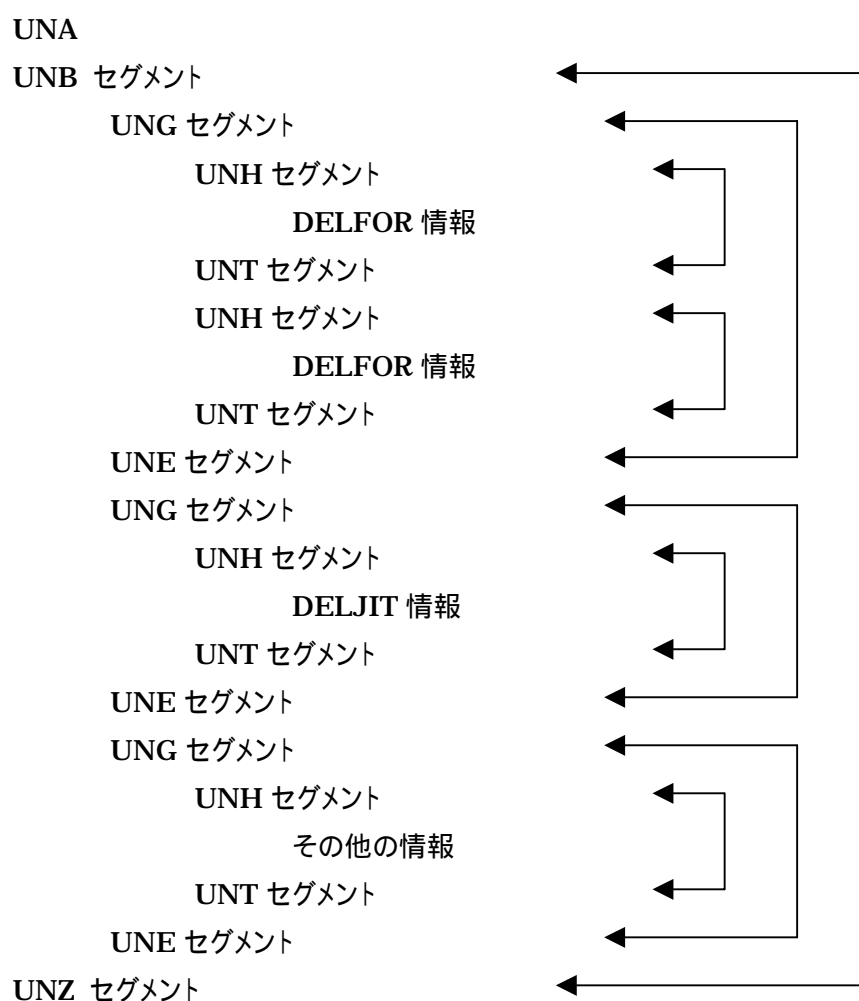 UNA
UNB セグメント
UNG セグメント
UNH セグメント
DELFOR 情報
UNT セグメント
UNH セグメント
DELFOR 情報
UNT セグメント
UNE セグメント
UNG セグメント
UNH セグメント
DELJIT 情報
UNT セグメント
UNE セグメント
UNG セグメント
UNH セグメント
その他の情報
UNT セグメント
UNE セグメント
UNZ セグメント